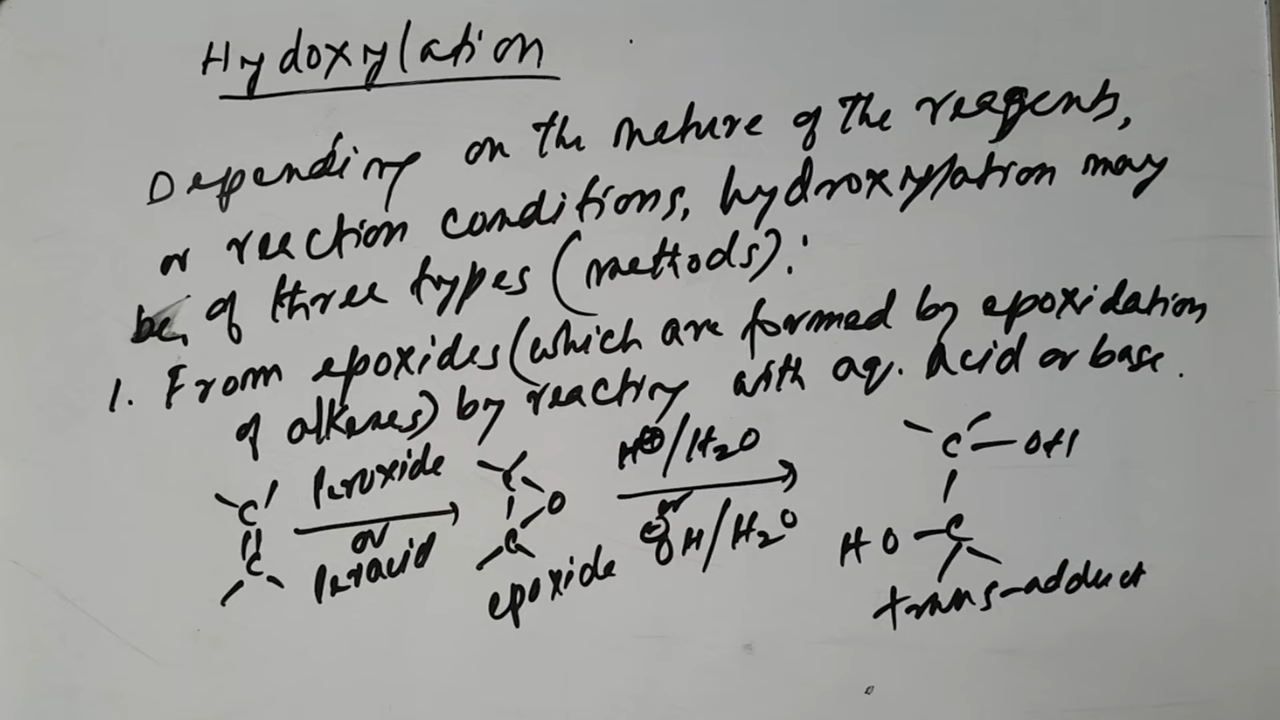 Hydoxylation
Depending on the nature of the reagents,
or reaction conditions, hydroxylation may
be of three types (methods):
1. From epoxides (which are formed by epoxidation
of alkenes) by reacting with aq. acid or base.
C=C Peroxide or Peracid → C–C O epoxide H⊕/H2O or ⊖OH/H2O → C–OH HO–C trans-adduct